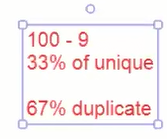 100 - 9
33% of unique
67% duplicate